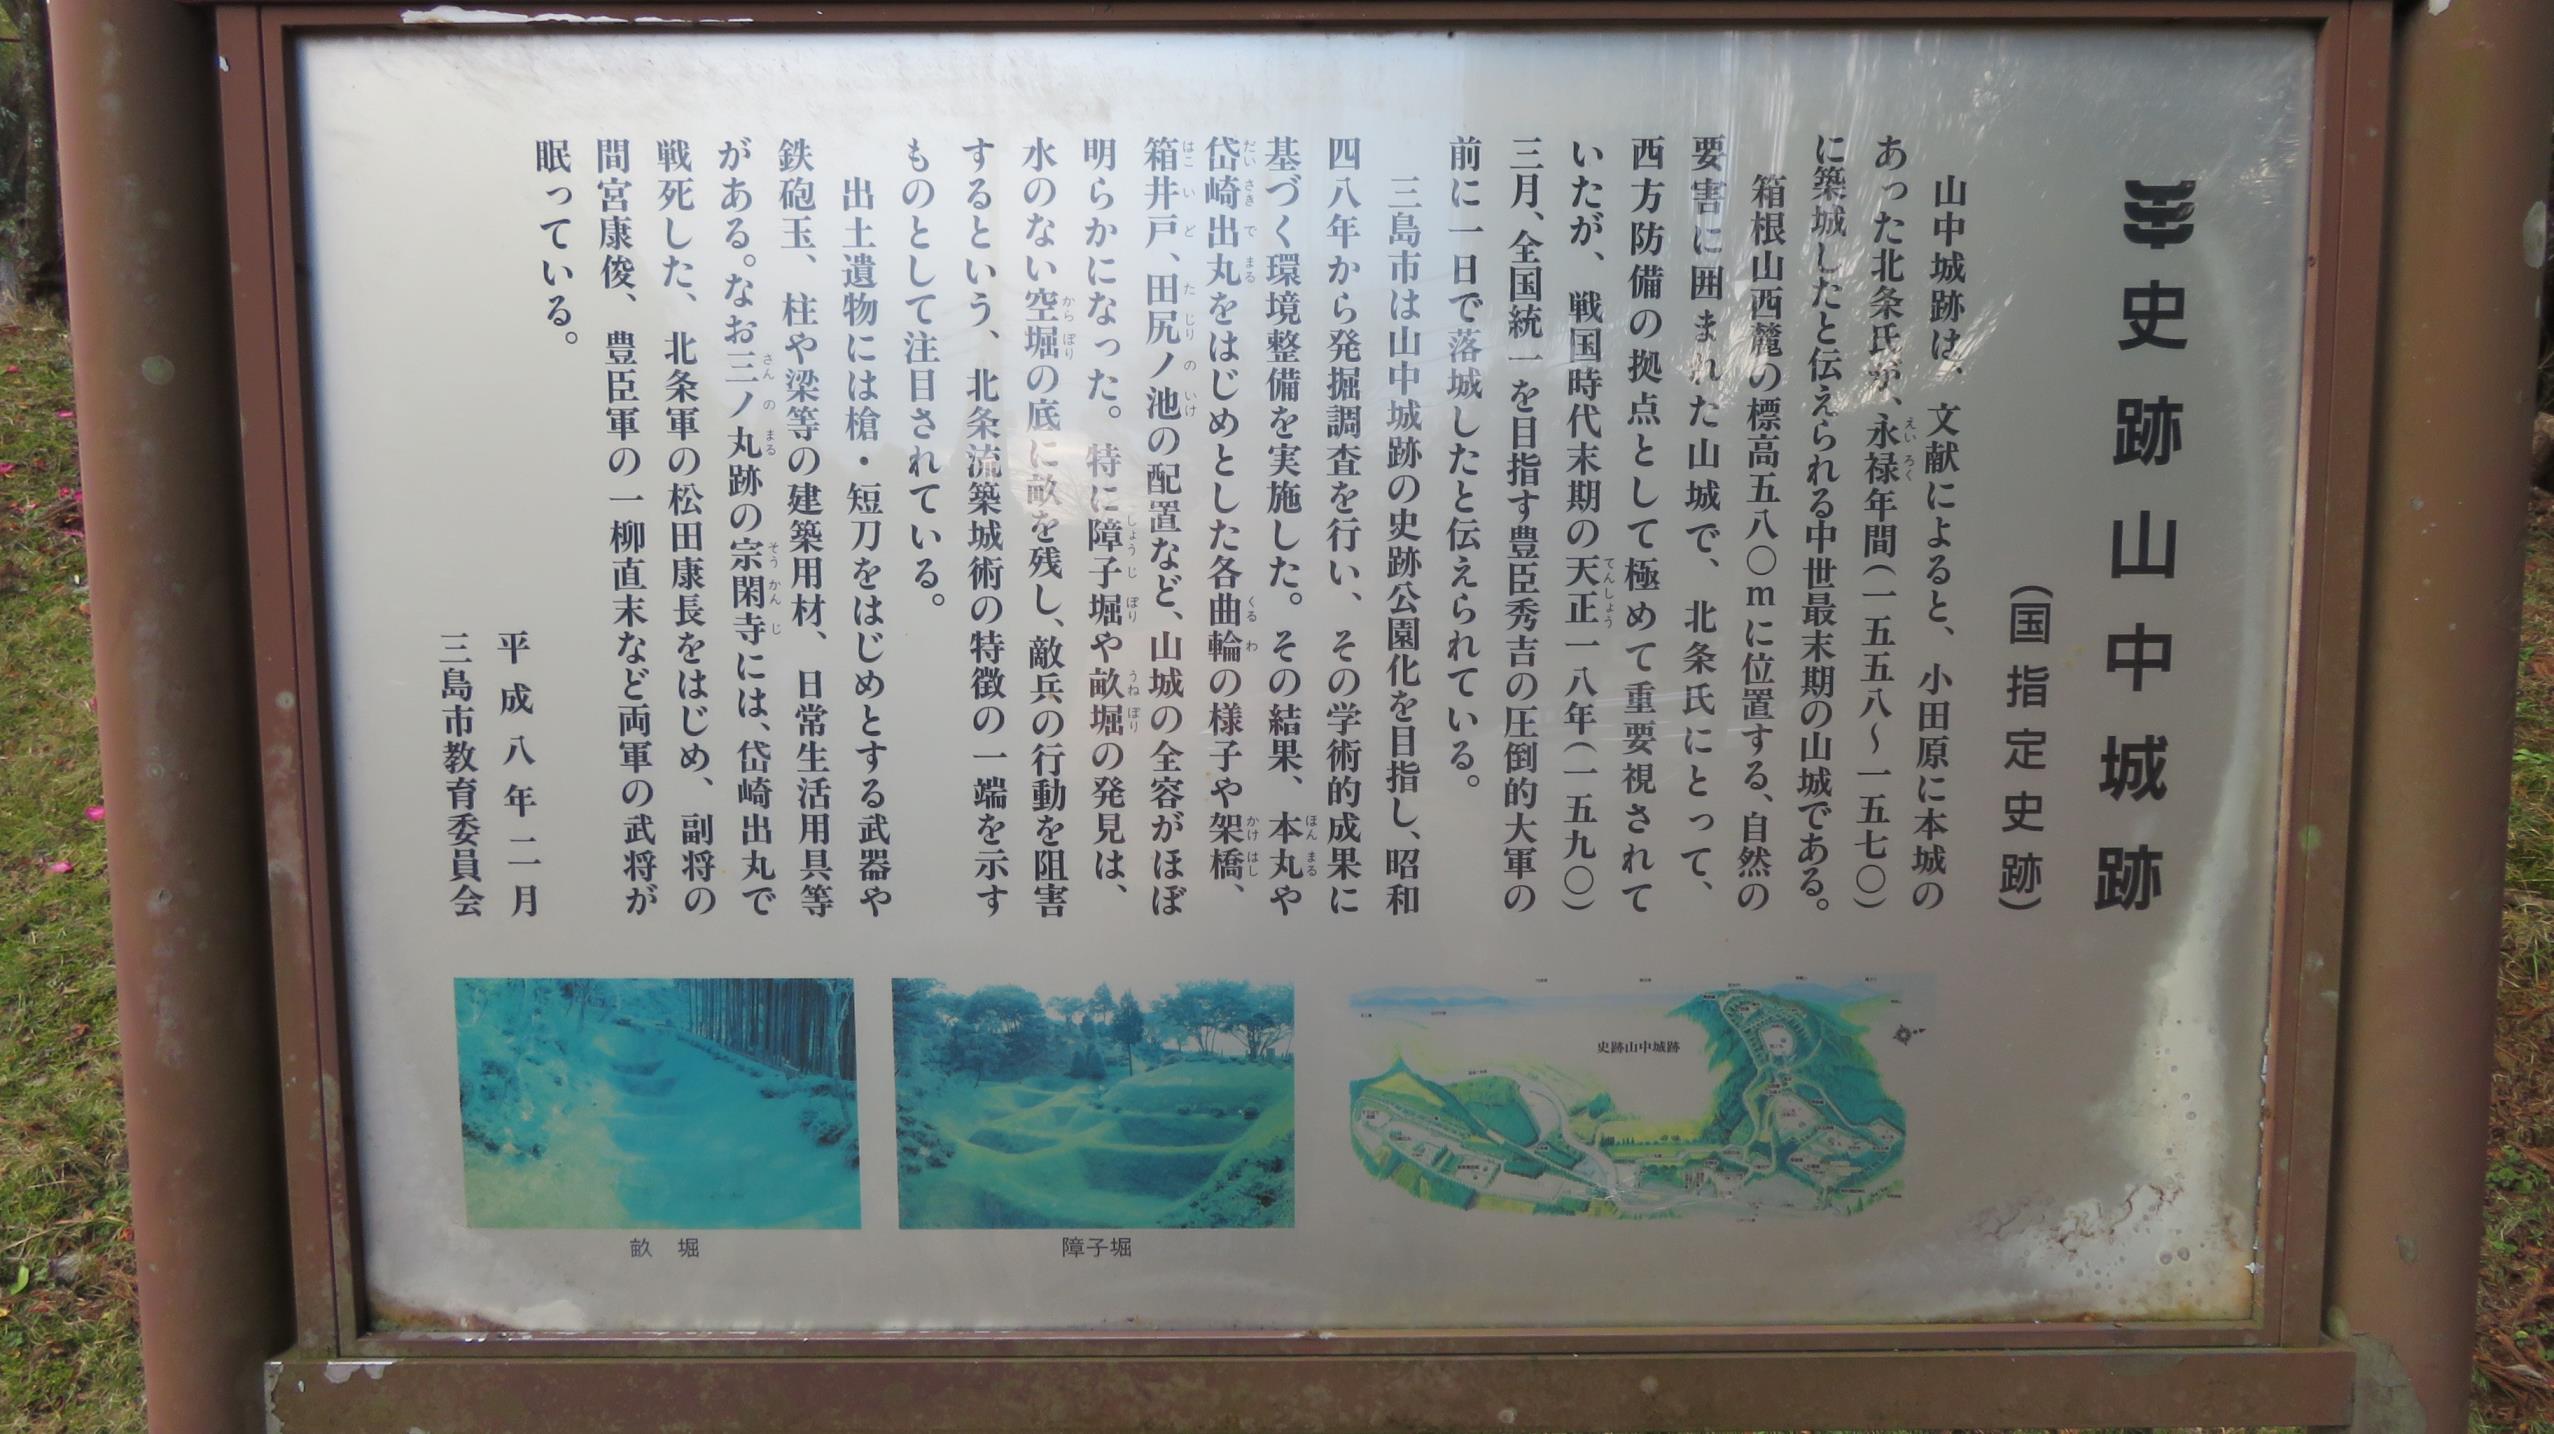 史跡山中城跡
（国指定史跡）
山中城跡は、文献によると、小田原に本城の
あった北条氏が、永禄年間（一五五八〜一五七〇）
に築城したと伝えられる中世最末期の山城である。
箱根山西麓の標高五八〇mに位置する、自然の
要害に囲まれた山城で、北条氏にとって、
西方防備の拠点として極めて重要視されて
いたが、戦国時代末期の天正一八年（一五九〇）
三月、全国統一を目指す豊臣秀吉の圧倒的大軍の
前に一日で落城したと伝えられている。
三島市は山中城跡の史跡公園化を目指し、昭和
四八年から発掘調査を行い、その学術的成果に
基づく環境整備を実施した。その結果、本丸や
岱崎出丸をはじめとした各曲輪の様子や架橋、
箱井戸、田尻ノ池の配置など、山城の全容がほぼ
明らかになった。特に障子堀や畝堀の発見は、
水のない空堀の底に畝を残し、敵兵の行動を阻害
するという、北条流築城術の特徴の一端を示す
ものとして注目されている。
出土遺物には槍・短刀をはじめとする武器や
鉄砲玉、柱や梁等の建築用材、日常生活用具等
がある。なお三ノ丸跡の宗閑寺には、岱崎出丸で
戦死した、北条軍の松田康長をはじめ、副将の
間宮康俊、豊臣軍の一柳直末など両軍の武将が
眠っている。
平成八年二月
三島市教育委員会
史跡山中城跡
障子堀
畝 堀